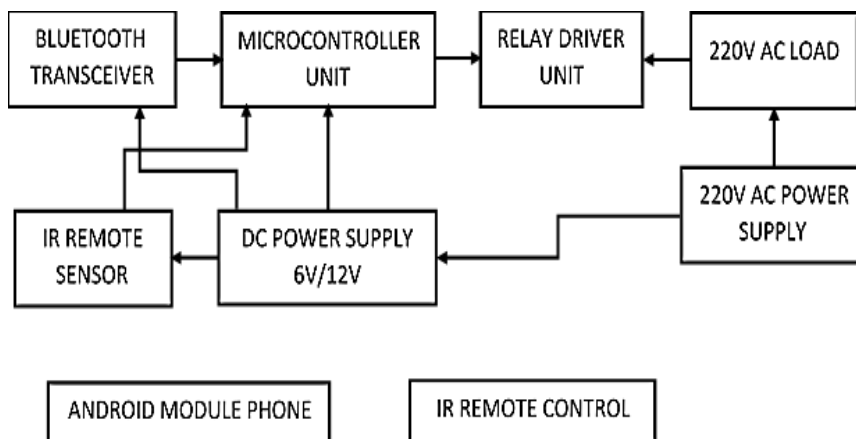 BLUETOOTH
TRANSCEIVER
MICROCONTROLLER
UNIT
RELAY DRIVER
UNIT
220V AC LOAD
IR REMOTE
SENSOR
DC POWER SUPPLY
6V/12V
220V AC POWER
SUPPLY
ANDROID MODULE PHONE
IR REMOTE CONTROL